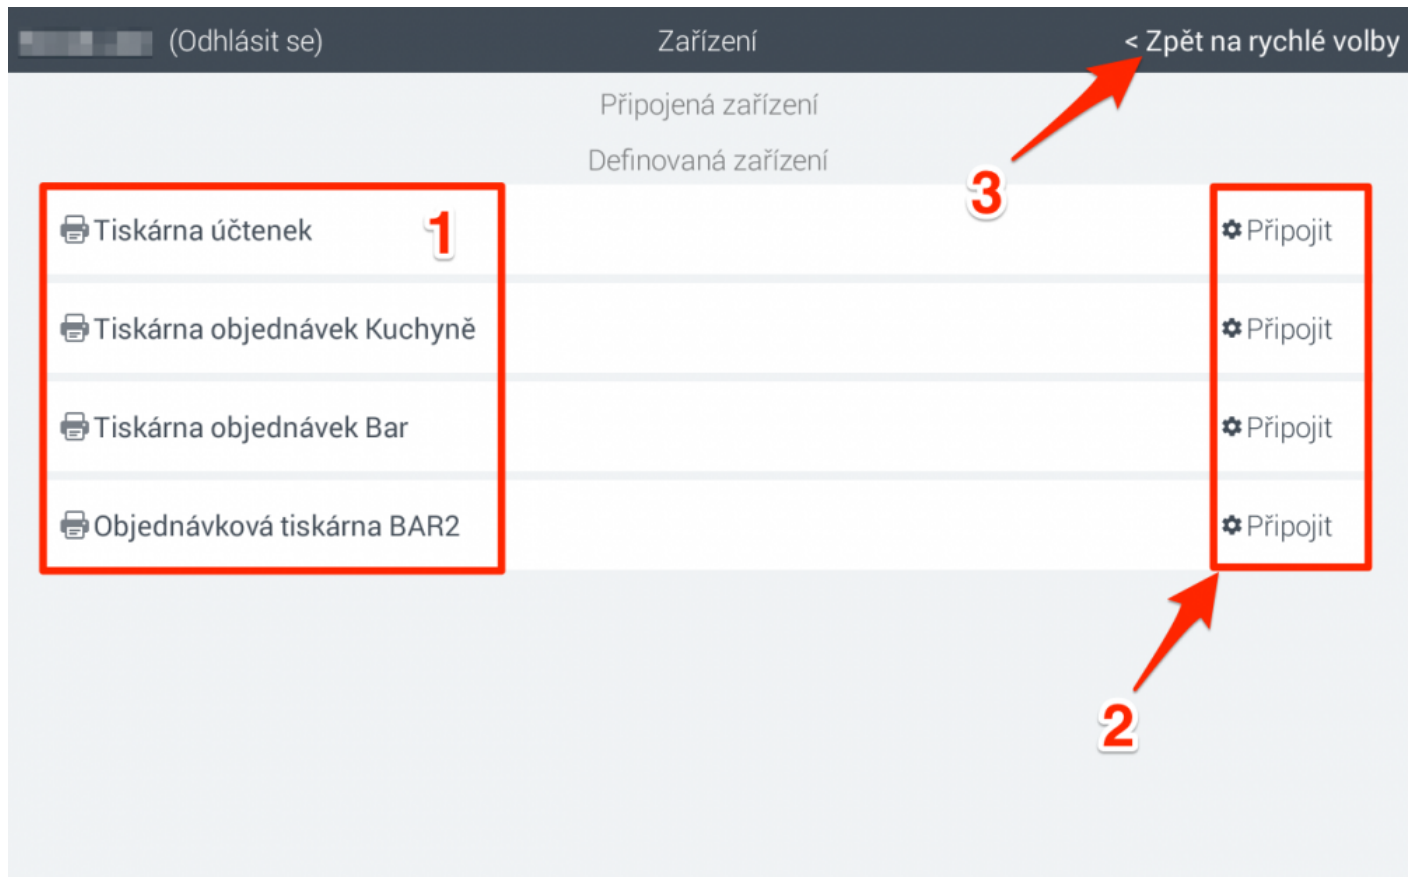 (Odhlásit se) Zařízení < Zpět na rychlé volby
Připojená zařízení
Definovaná zařízení
3
Tiskárna účtenek 1 Připojit
Tiskárna objednávek Kuchyně Připojit
Tiskárna objednávek Bar Připojit
Objednávková tiskárna BAR2 Připojit
2